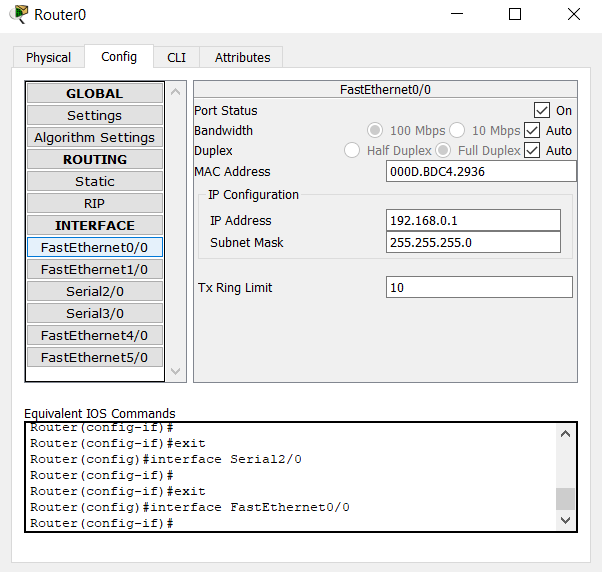 Router0
Physical Config CLI Attributes
GLOBAL
Settings
Algorithm Settings
ROUTING
Static
RIP
INTERFACE
FastEthernet0/0
FastEthernet1/0
Serial2/0
Serial3/0
FastEthernet4/0
FastEthernet5/0
FastEthernet0/0
Port Status On
Bandwidth 100 Mbps 10 Mbps Auto
Duplex Half Duplex Full Duplex Auto
MAC Address 000D.BDC4.2936
IP Configuration
IP Address 192.168.0.1
Subnet Mask 255.255.255.0
Tx Ring Limit 10
Equivalent IOS Commands
Router(config-if)#
Router(config-if)#exit
Router(config)#interface Serial2/0
Router(config-if)#
Router(config-if)#exit
Router(config)#interface FastEthernet0/0
Router(config-if)#